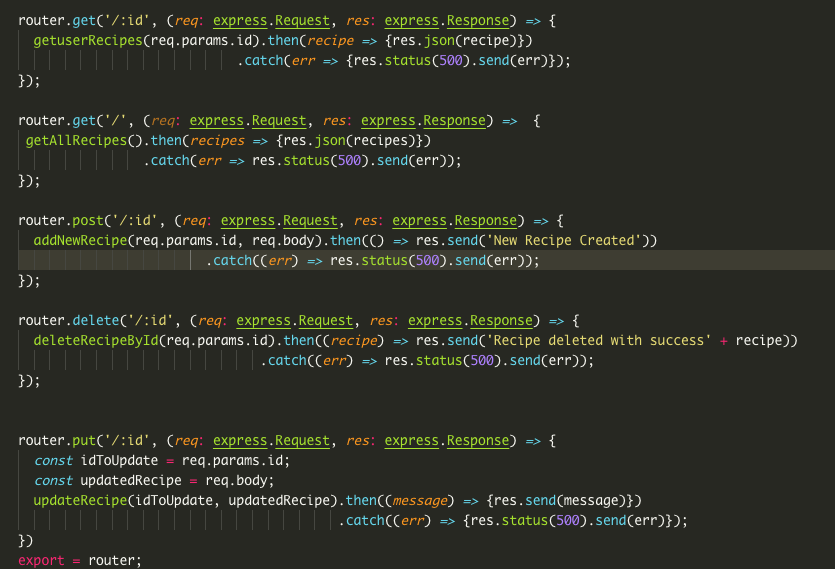 router.get('/:id', (req: express.Request, res: express.Response) => {
getuserRecipes(req.params.id).then(recipe => {res.json(recipe)})
.catch(err => {res.status(500).send(err)});
});
router.get('/', (req: express.Request, res: express.Response) =>  {
getAllRecipes().then(recipes => {res.json(recipes)})
.catch(err => res.status(500).send(err));
});
router.post('/:id', (req: express.Request, res: express.Response) => {
addNewRecipe(req.params.id, req.body).then(() => res.send('New Recipe Created'))
.catch((err) => res.status(500).send(err));
});
router.delete('/:id', (req: express.Request, res: express.Response) => {
deleteRecipeById(req.params.id).then((recipe) => res.send('Recipe deleted with success' + recipe))
.catch((err) => res.status(500).send(err));
});
router.put('/:id', (req: express.Request, res: express.Response) => {
const idToUpdate = req.params.id;
const updatedRecipe = req.body;
updateRecipe(idToUpdate, updatedRecipe).then((message) => {res.send(message)})
.catch((err) => {res.status(500).send(err)});
})
export = router;